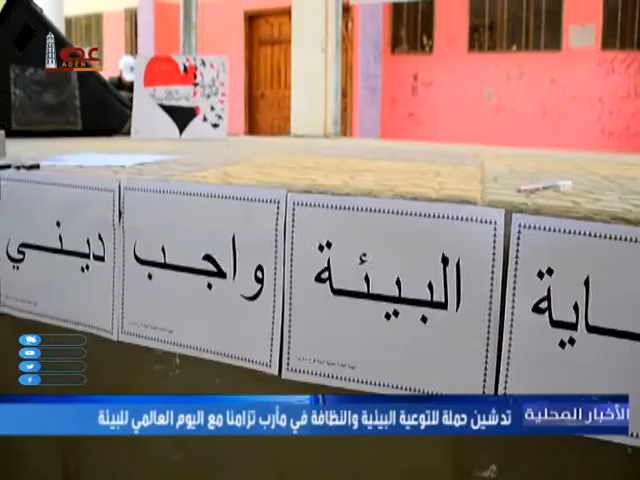 عدن
ADEN
ـاية
البيئة
واجب
ديني
الأخبار المحلية
تدشين حملة للتوعية البيئية والنظافة في مأرب تزامنا مع اليوم العالمي للبيئة